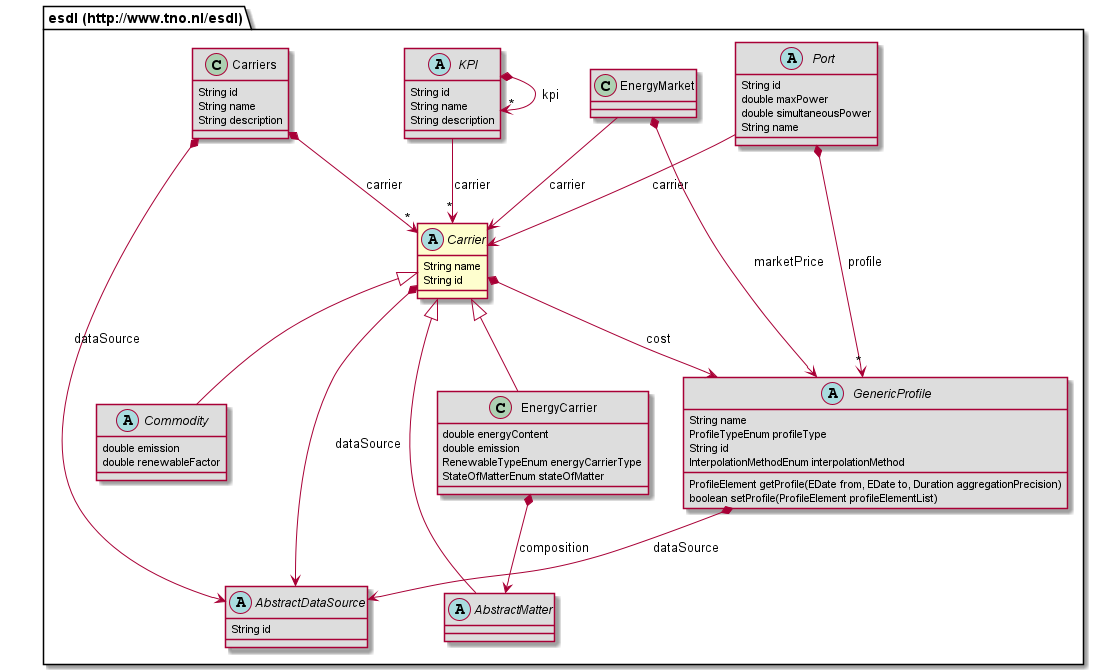 esdl (http://www.tno.nl/esdl)
C Carriers
String id
String name
String description
A KPI
String id
String name
String description
C EnergyMarket
A Port
String id
double maxPower
double simultaneousPower
String name
* kpi
carrier
carrier
carrier
carrier
*
*
A Carrier
String name
String id
marketPrice
profile
dataSource
cost
*
A Commodity
double emission
double renewableFactor
dataSource
C EnergyCarrier
double energyContent
double emission
RenewableTypeEnum energyCarrierType
StateOfMatterEnum stateOfMatter
A GenericProfile
String name
ProfileTypeEnum profileType
String id
InterpolationMethodEnum interpolationMethod
ProfileElement getProfile(EDate from, EDate to, Duration aggregationPrecision)
boolean setProfile(ProfileElement profileElementList)
composition
dataSource
A AbstractDataSource
String id
A AbstractMatter